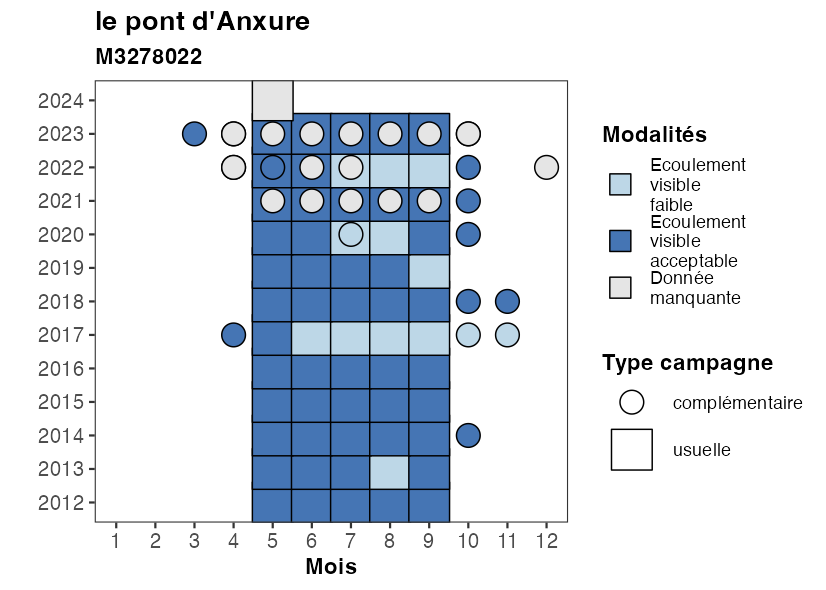 le pont d'Anxure
M3278022
2024
2023
2022
2021
2020
2019
2018
2017
2016
2015
2014
2013
2012
1 2 3 4 5 6 7 8 9 10 11 12
Mois
Modalités
Ecoulement
visible
faible
Ecoulement
visible
acceptable
Donnée
manquante
Type campagne
complémentaire
usuelle